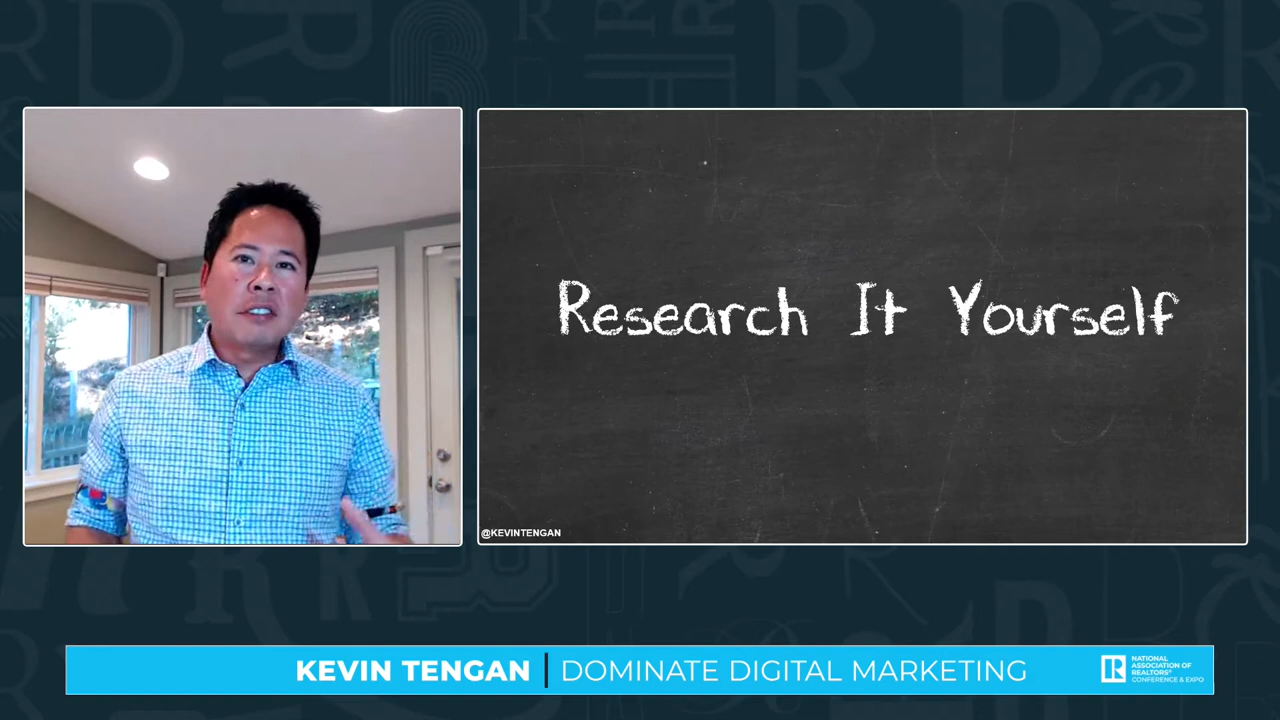 Research It Yourself
@KEVINTENGAN
KEVIN TENGAN | DOMINATE DIGITAL MARKETING
R
NATIONAL
ASSOCIATION OF
REALTORS®
CONFERENCE & EXPO